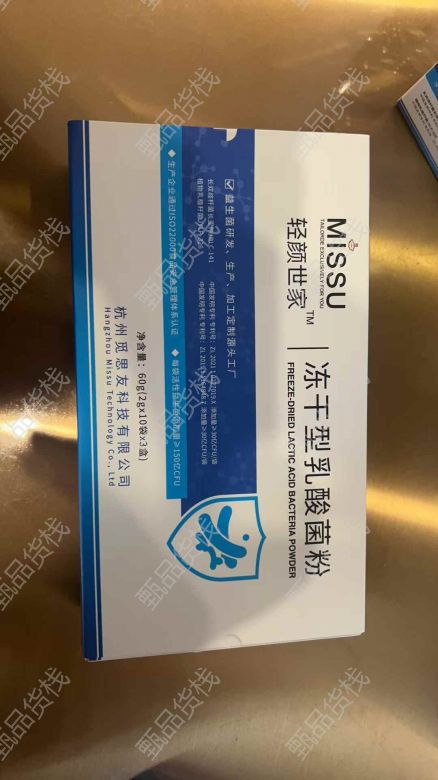 MISSU
TAILORDE EXCLUSIVELY FOR YOU
轻颜世家™
冻干型乳酸菌粉
FREEZE-DRIED LACTIC ACID BACTERIA POWDER
益生菌研发、生产、加工定制源头工厂
生产企业通过ISO22000食品安全管理体系认证
净含量：60g(2g×10袋×3盒)
杭州觅思友科技有限公司
Hangzhou Missu Technology Co., Ltd
甄品货栈